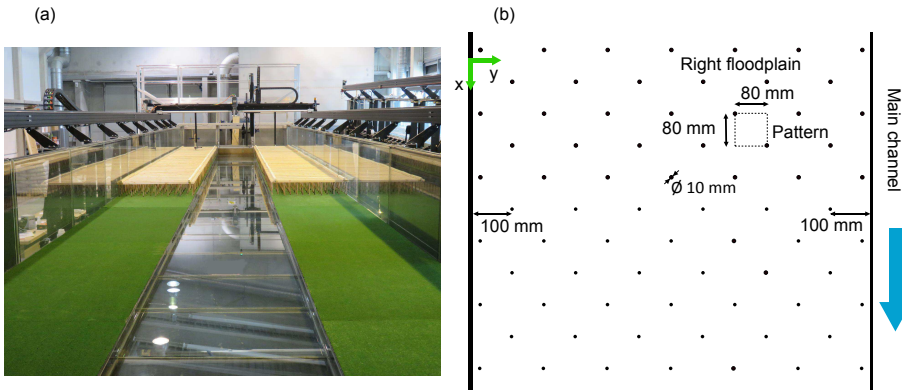 (a)
(b)
x
y
Right floodplain
80 mm
80 mm
Pattern
Ø 10 mm
100 mm
100 mm
Main channel